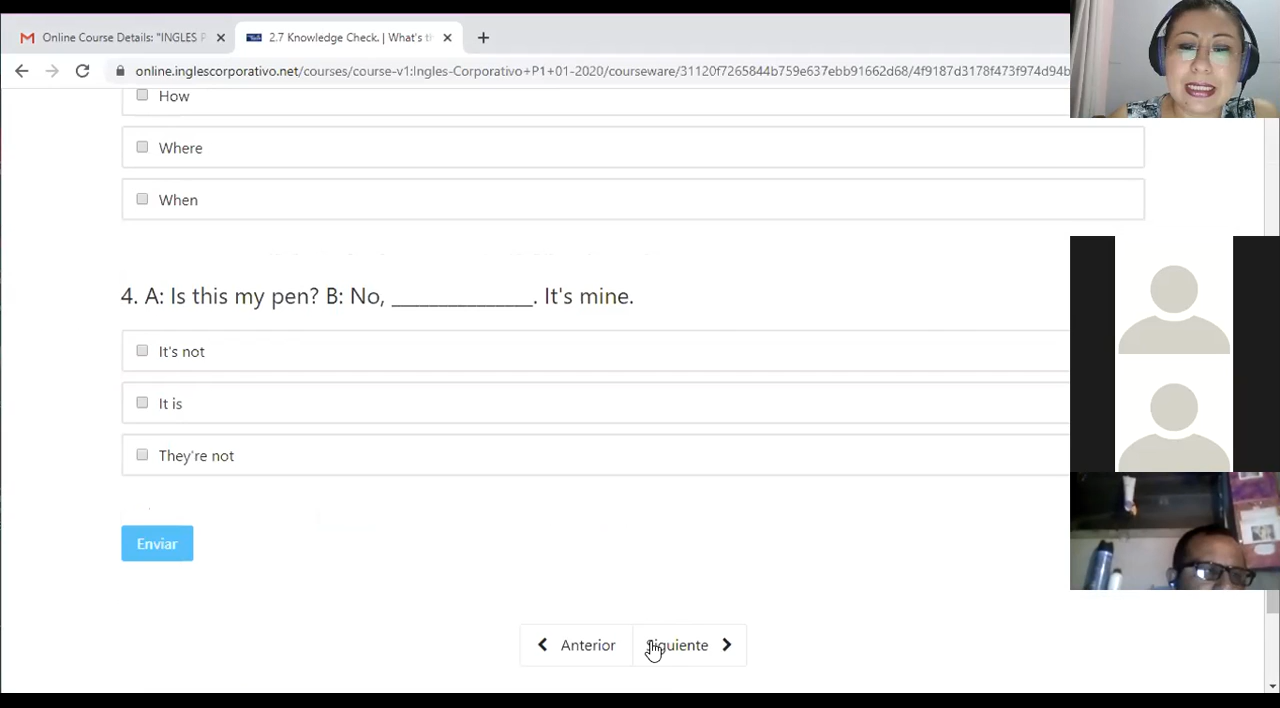 Online Course Details: "INGLES P
2.7 Knowledge Check. | What's th
online.inglescorporativo.net/courses/course-v1:Ingles-Corporativo+P1+01-2020/courseware/31120f7265844b759e637ebb91662d68/4f9187d3178f473f974d94b
How
Where
When
4. A: Is this my pen? B: No, _______________. It's mine.
It's not
It is
They're not
Enviar
Anterior
Siguiente